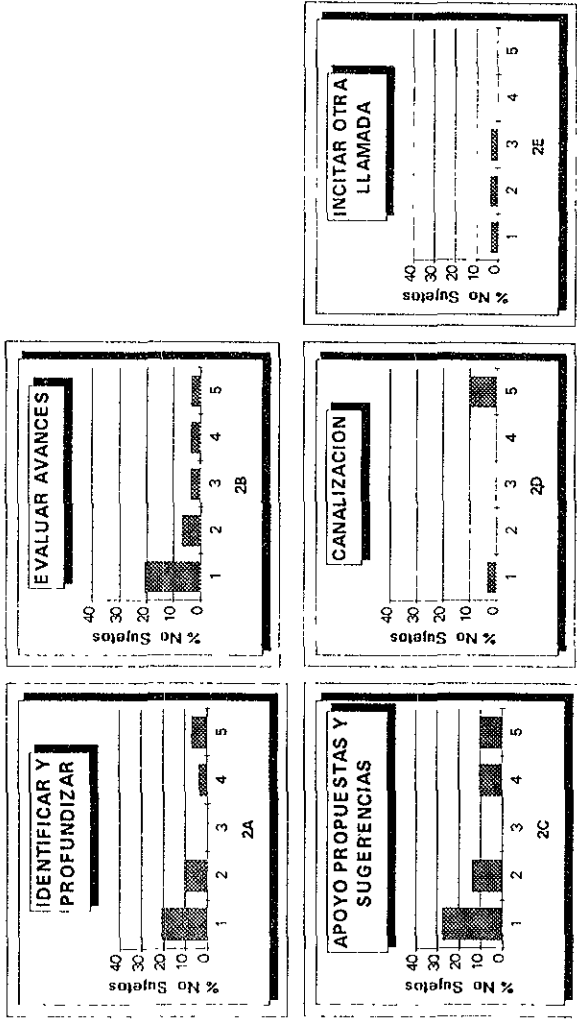 IDENTIFICAR Y
PROFUNDIZAR
% No Sujetos
40
30
20
10
0
1 2 3 4 5
2A
EVALUAR AVANCES
% No Sujetos
40
30
20
10
0
1 2 3 4 5
2B
APOYO PROPUESTAS Y
SUGERENCIAS
% No Sujetos
40
30
20
10
0
1 2 3 4 5
2C
CANALIZACION
% No Sujetos
40
30
20
10
0
1 2 3 4 5
2D
INCITAR OTRA
LLAMADA
% No Sujetos
40
30
20
10
0
1 2 3 4 5
2E